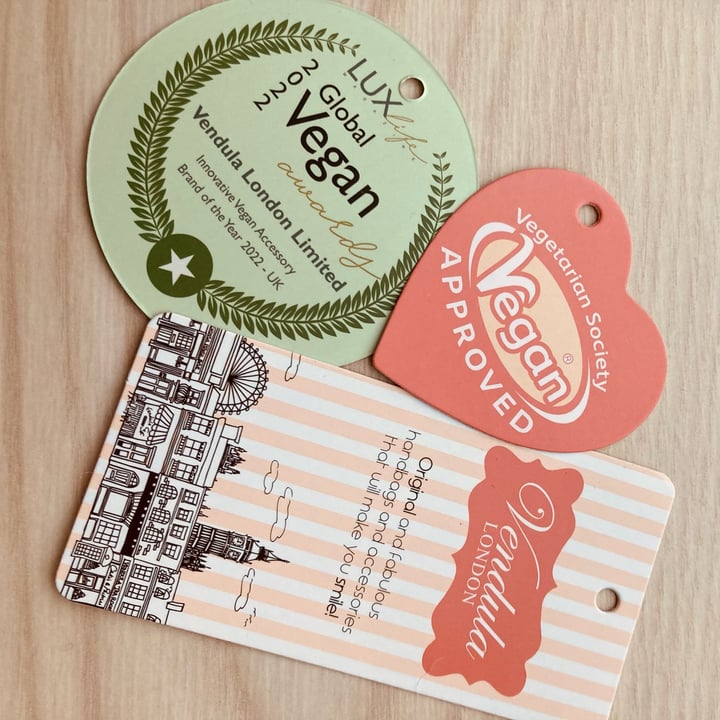 LUX
life
2022
Global
Vegan
awards
Vendula London Limited
Innovative Vegan Accessory
Brand of the Year 2022 - UK
Vegetarian Society
Vegan®
APPROVED
Vendula
LONDON
Original and fabulous
handbags and accessories
that will make you smile!